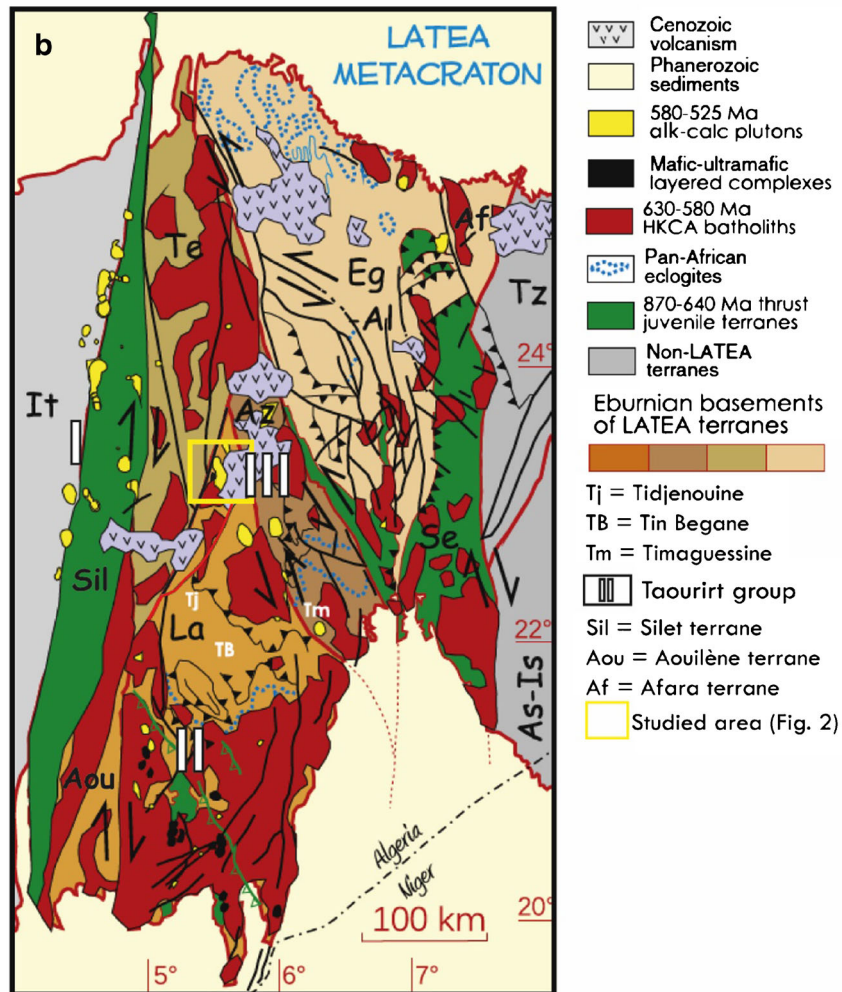 b
LATEA
METACRATON
Te
Af
Eg
-Al
Tz
24°
It
Az
I
III
Se
Sil
Tj
Tm
La
TB
22°
II
As-Is
Aou
Algeria
Niger
100 km
20°
5°
6°
7°
Cenozoic
volcanism
Phanerozoic
sediments
580-525 Ma
alk-calc plutons
Mafic-ultramafic
layered complexes
630-580 Ma
HKCA batholiths
Pan-African
eclogites
870-640 Ma thrust
juvenile terranes
Non-LATEA
terranes
Eburnian basements
of LATEA terranes
Tj = Tidjenouine
TB = Tin Begane
Tm = Timaguessine
II Taourirt group
Sil = Silet terrane
Aou = Aouilène terrane
Af = Afara terrane
Studied area (Fig. 2)